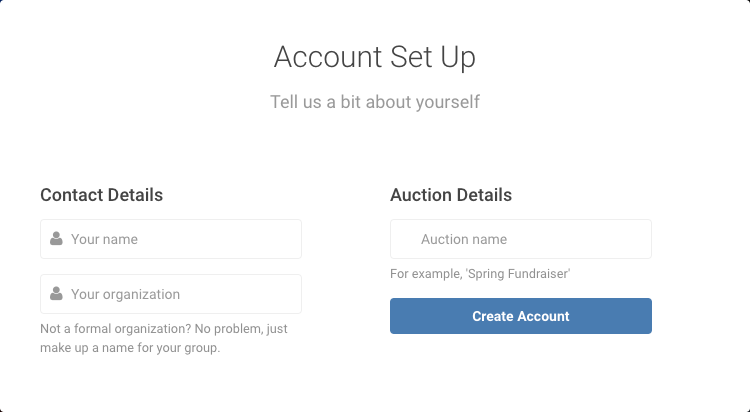 Account Set Up
Tell us a bit about yourself
Contact Details
Your name
Your organization
Not a formal organization? No problem, just
make up a name for your group.
Auction Details
Auction name
For example, 'Spring Fundraiser'
Create Account